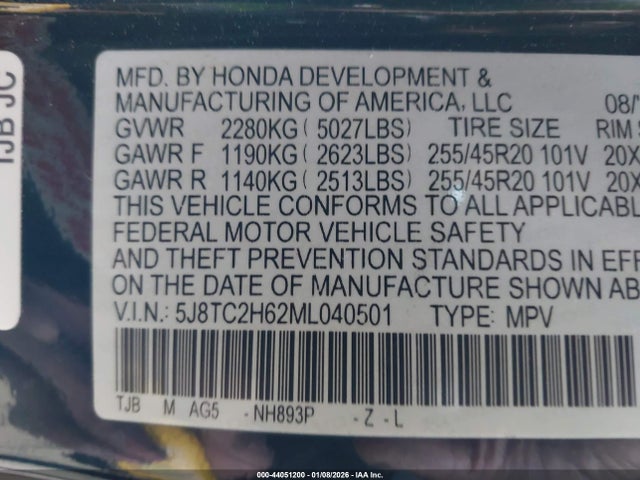 TJB JC
MFD. BY HONDA DEVELOPMENT &
MANUFACTURING OF AMERICA, LLC 08/
GVWR 2280KG ( 5027LBS) TIRE SIZE RIM
GAWR F 1190KG ( 2623LBS) 255/45R20 101V 20X
GAWR R 1140KG ( 2513LBS) 255/45R20 101V 20X
THIS VEHICLE CONFORMS TO ALL APPLICABLE
FEDERAL MOTOR VEHICLE SAFETY
AND THEFT PREVENTION STANDARDS IN EFF
ON THE DATE OF MANUFACTURE SHOWN AB
V.I.N.: 5J8TC2H62ML040501 TYPE: MPV
TJB M AG5 -NH893P -Z-L
000-44051200 - 01/08/2026 - IAA Inc.